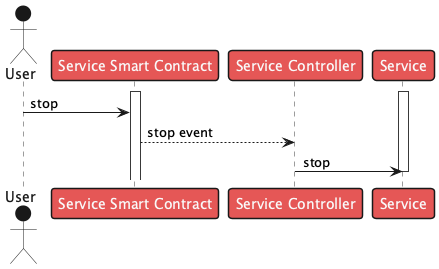 User
Service Smart Contract
Service Controller
Service
stop
stop event
stop
User
Service Smart Contract
Service Controller
Service